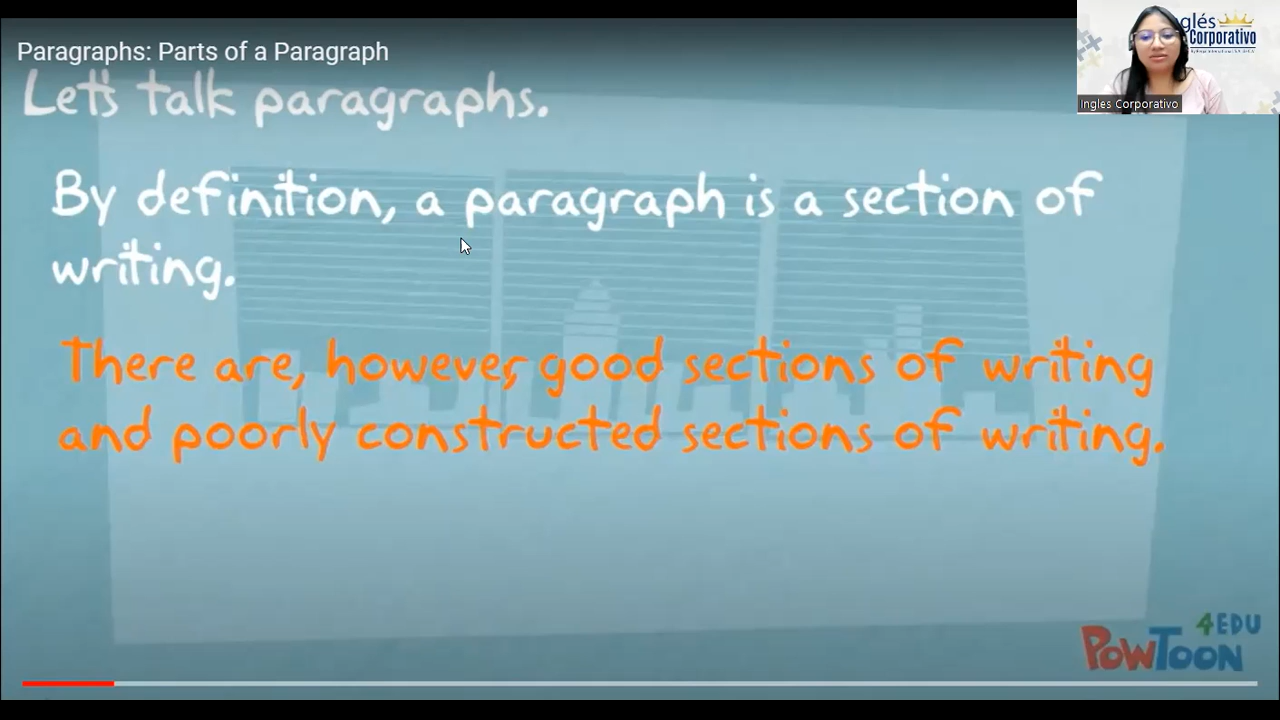 Paragraphs: Parts of a Paragraph
glés
Corporativo
Ingles Corporativo
Let's talk paragraphs.
By definition, a paragraph is a section of
writing.
There are, however, good sections of writing
and poorly constructed sections of writing.
4EDU
POWTOON